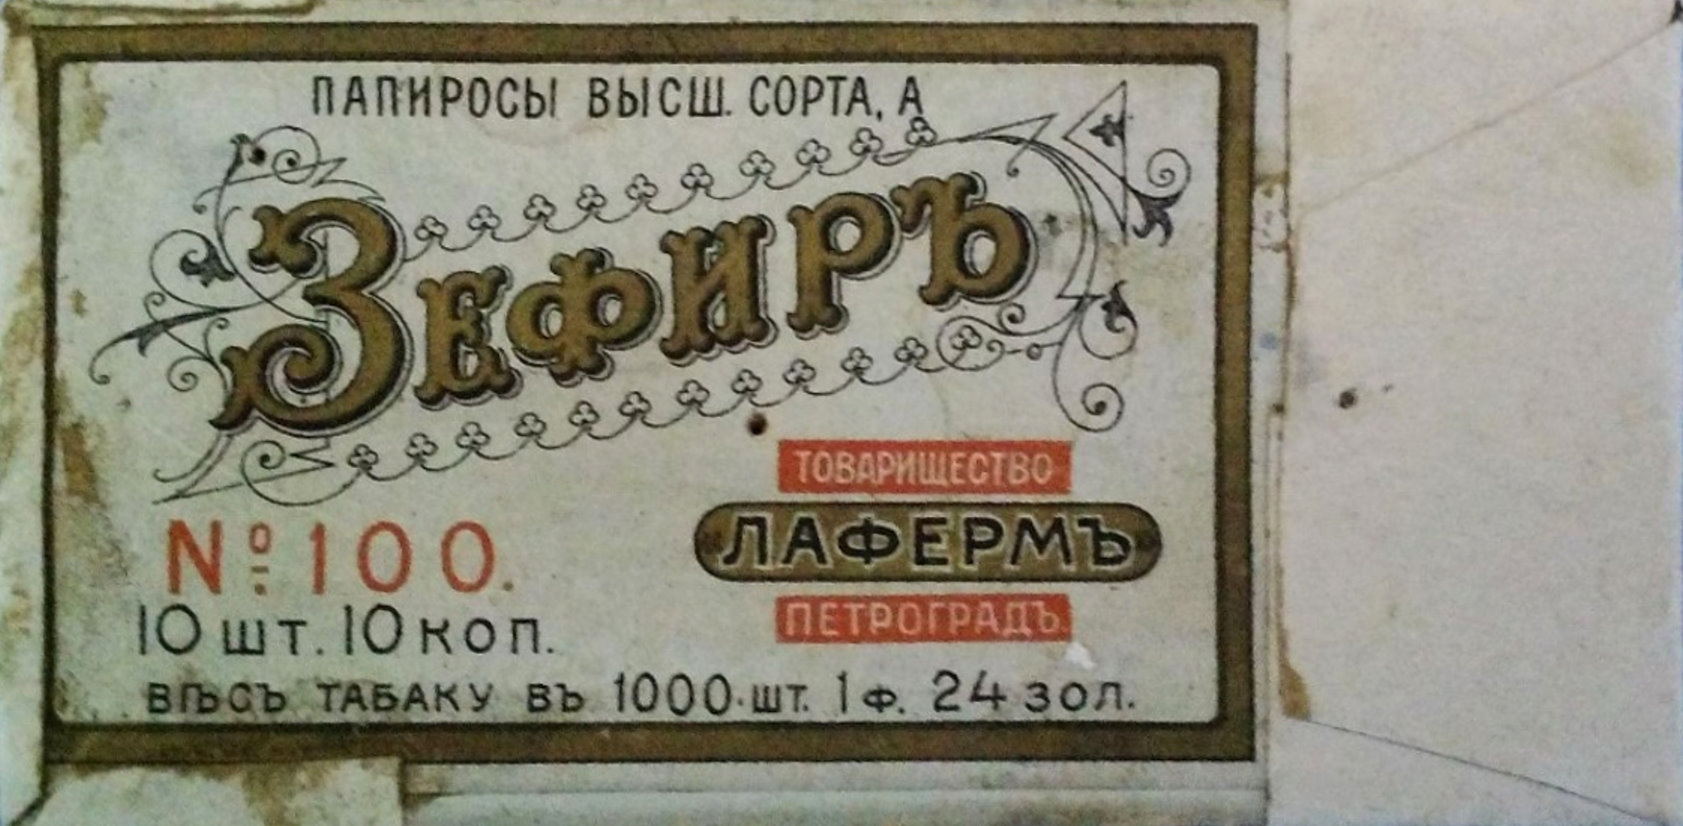 ПАПИРОСЫ ВЫСШ. СОРТА, А
ЗЕФИРЪ
ТОВАРИЩЕСТВО
ЛАФЕРМЪ
ПЕТРОГРАДЪ
№ 100.
10 шт. 10 коп.
ВѢСЪ ТАБАКУ ВЪ 1000 шт. 1 ф. 24 зол.